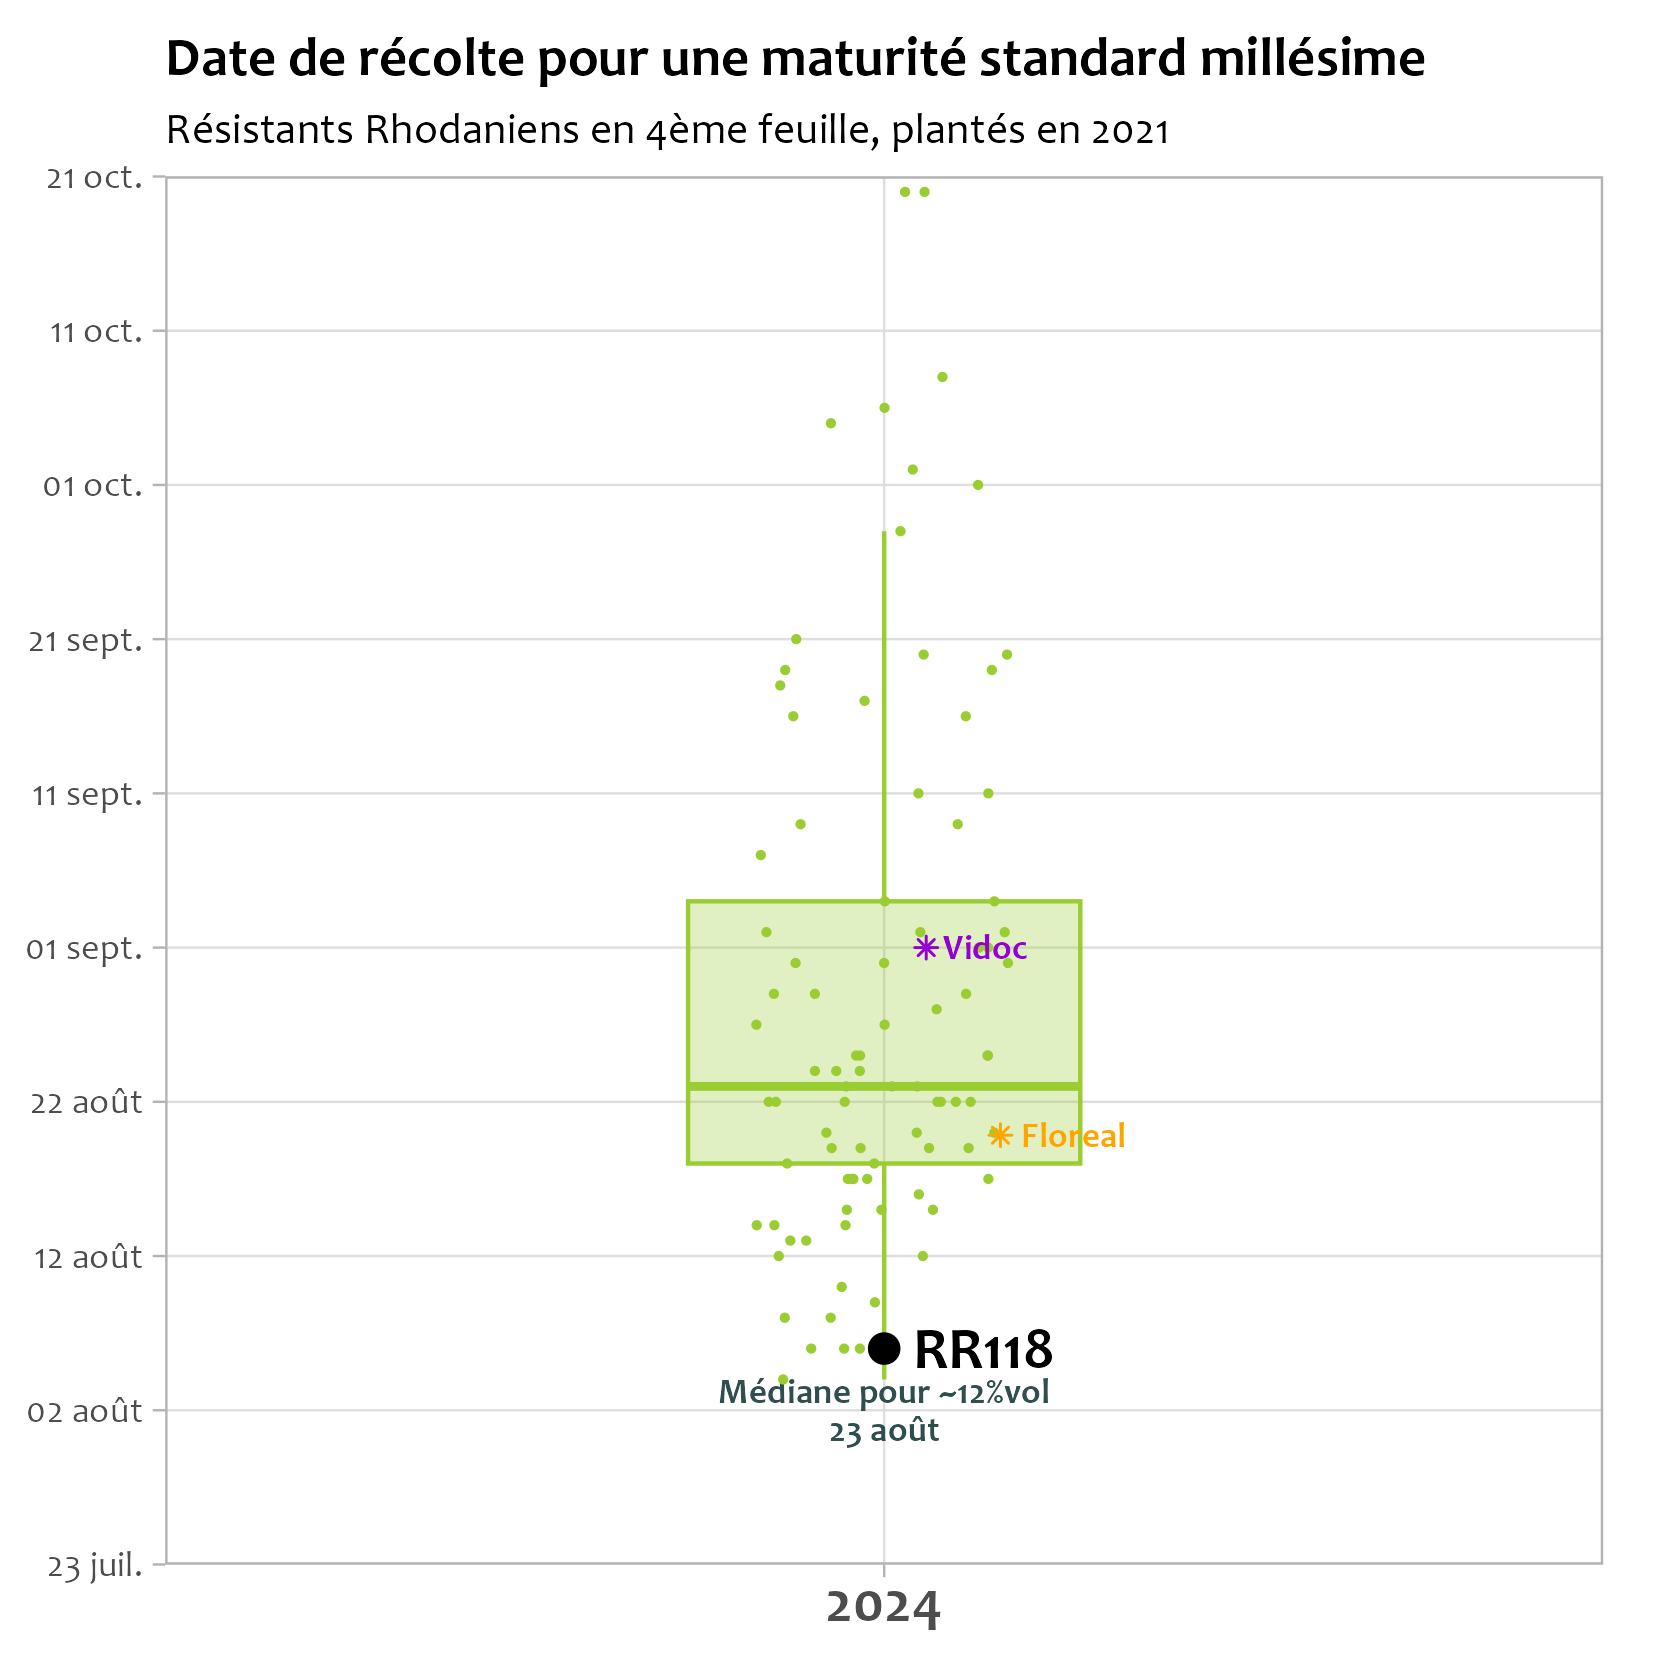 Date de récolte pour une maturité standard millésime
Résistants Rhodaniens en 4ème feuille, plantés en 2021
21 oct.
11 oct.
01 oct.
21 sept.
11 sept.
01 sept.
Vidoc
22 août
Floreal
12 août
RR118
Médiane pour ~12%vol
02 août
23 août
23 juil.
2024